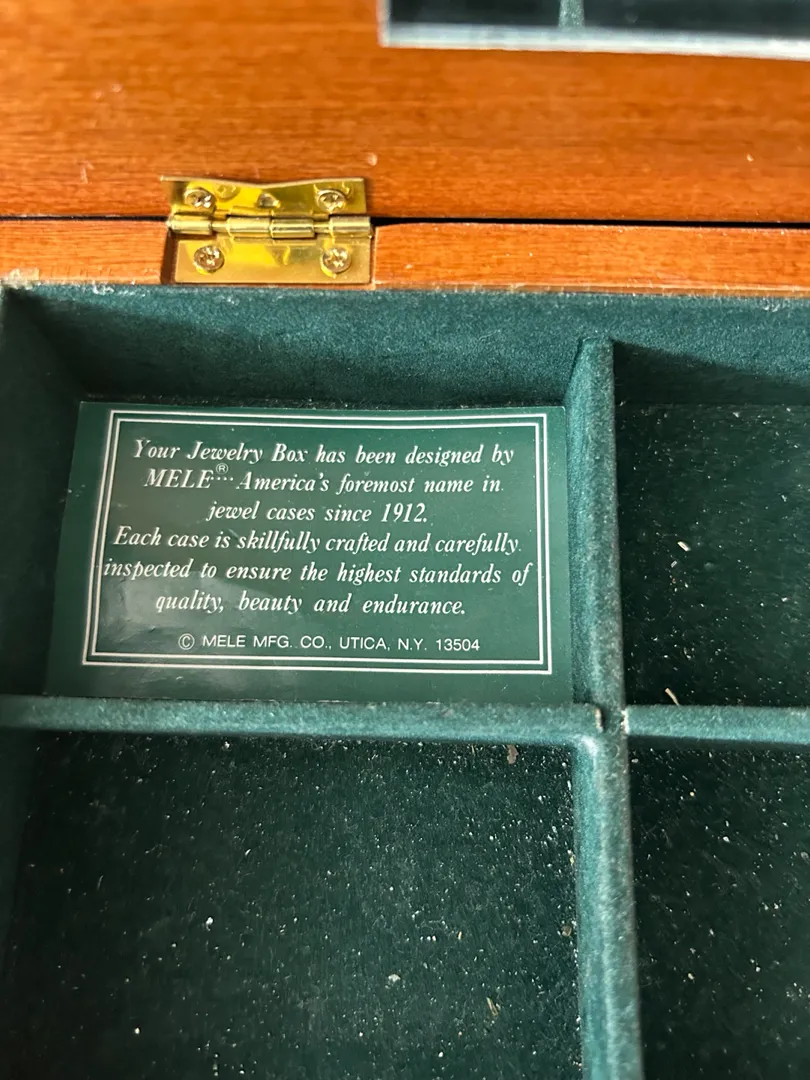 Your Jewelry Box has been designed by
MELE®... America's foremost name in
jewel cases since 1912.
Each case is skillfully crafted and carefully
inspected to ensure the highest standards of
quality, beauty and endurance.
© MELE MFG. CO., UTICA, N.Y. 13504